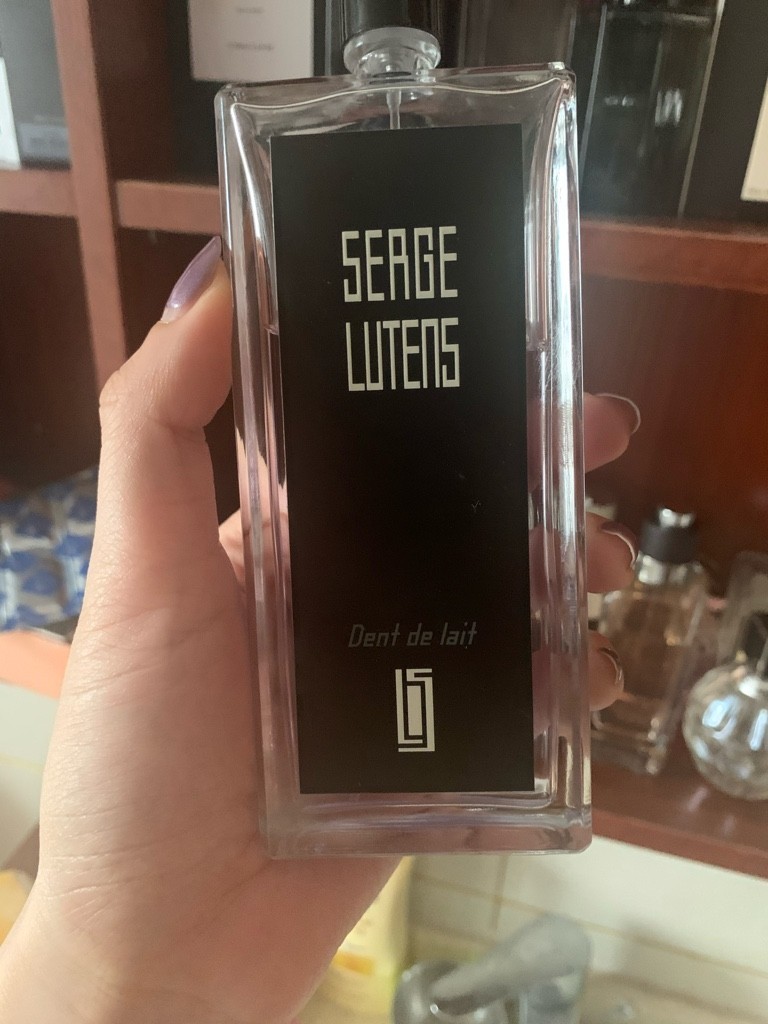 SERGE
LUTENS
Dent de lait